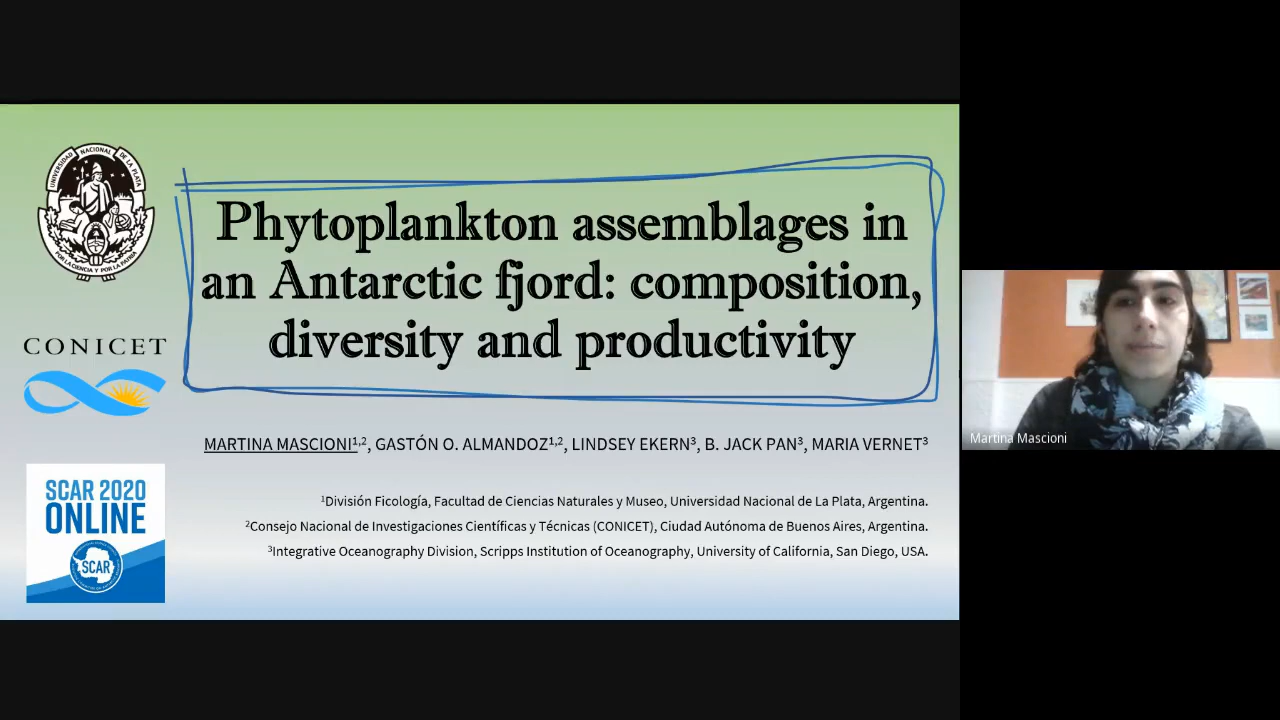 UNIVERSIDAD NACIONAL DE LA PLATA
POR LA CIENCIA Y POR LA PATRIA
Phytoplankton assemblages in
an Antarctic fjord: composition,
diversity and productivity
CONICET
MARTINA MASCIONI¹,², GASTÓN O. ALMANDOZ¹,², LINDSEY EKERN³, B. JACK PAN³, MARIA VERNET³
SCAR 2020
ONLINE
SCAR
¹División Ficología, Facultad de Ciencias Naturales y Museo, Universidad Nacional de La Plata, Argentina.
²Consejo Nacional de Investigaciones Científicas y Técnicas (CONICET), Ciudad Autónoma de Buenos Aires, Argentina.
³Integrative Oceanography Division, Scripps Institution of Oceanography, University of California, San Diego, USA.
Martina Mascioni